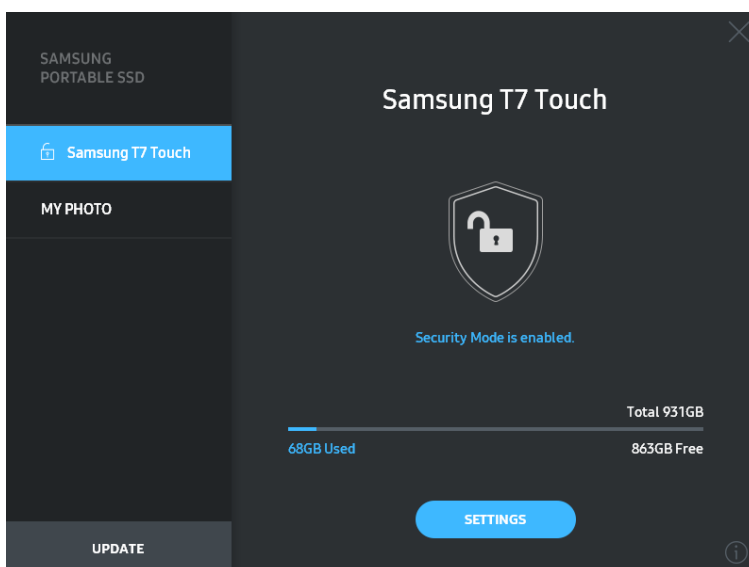 SAMSUNG
PORTABLE SSD
Samsung T7 Touch
MY PHOTO
UPDATE
Samsung T7 Touch
Security Mode is enabled.
Total 931GB
68GB Used
863GB Free
SETTINGS